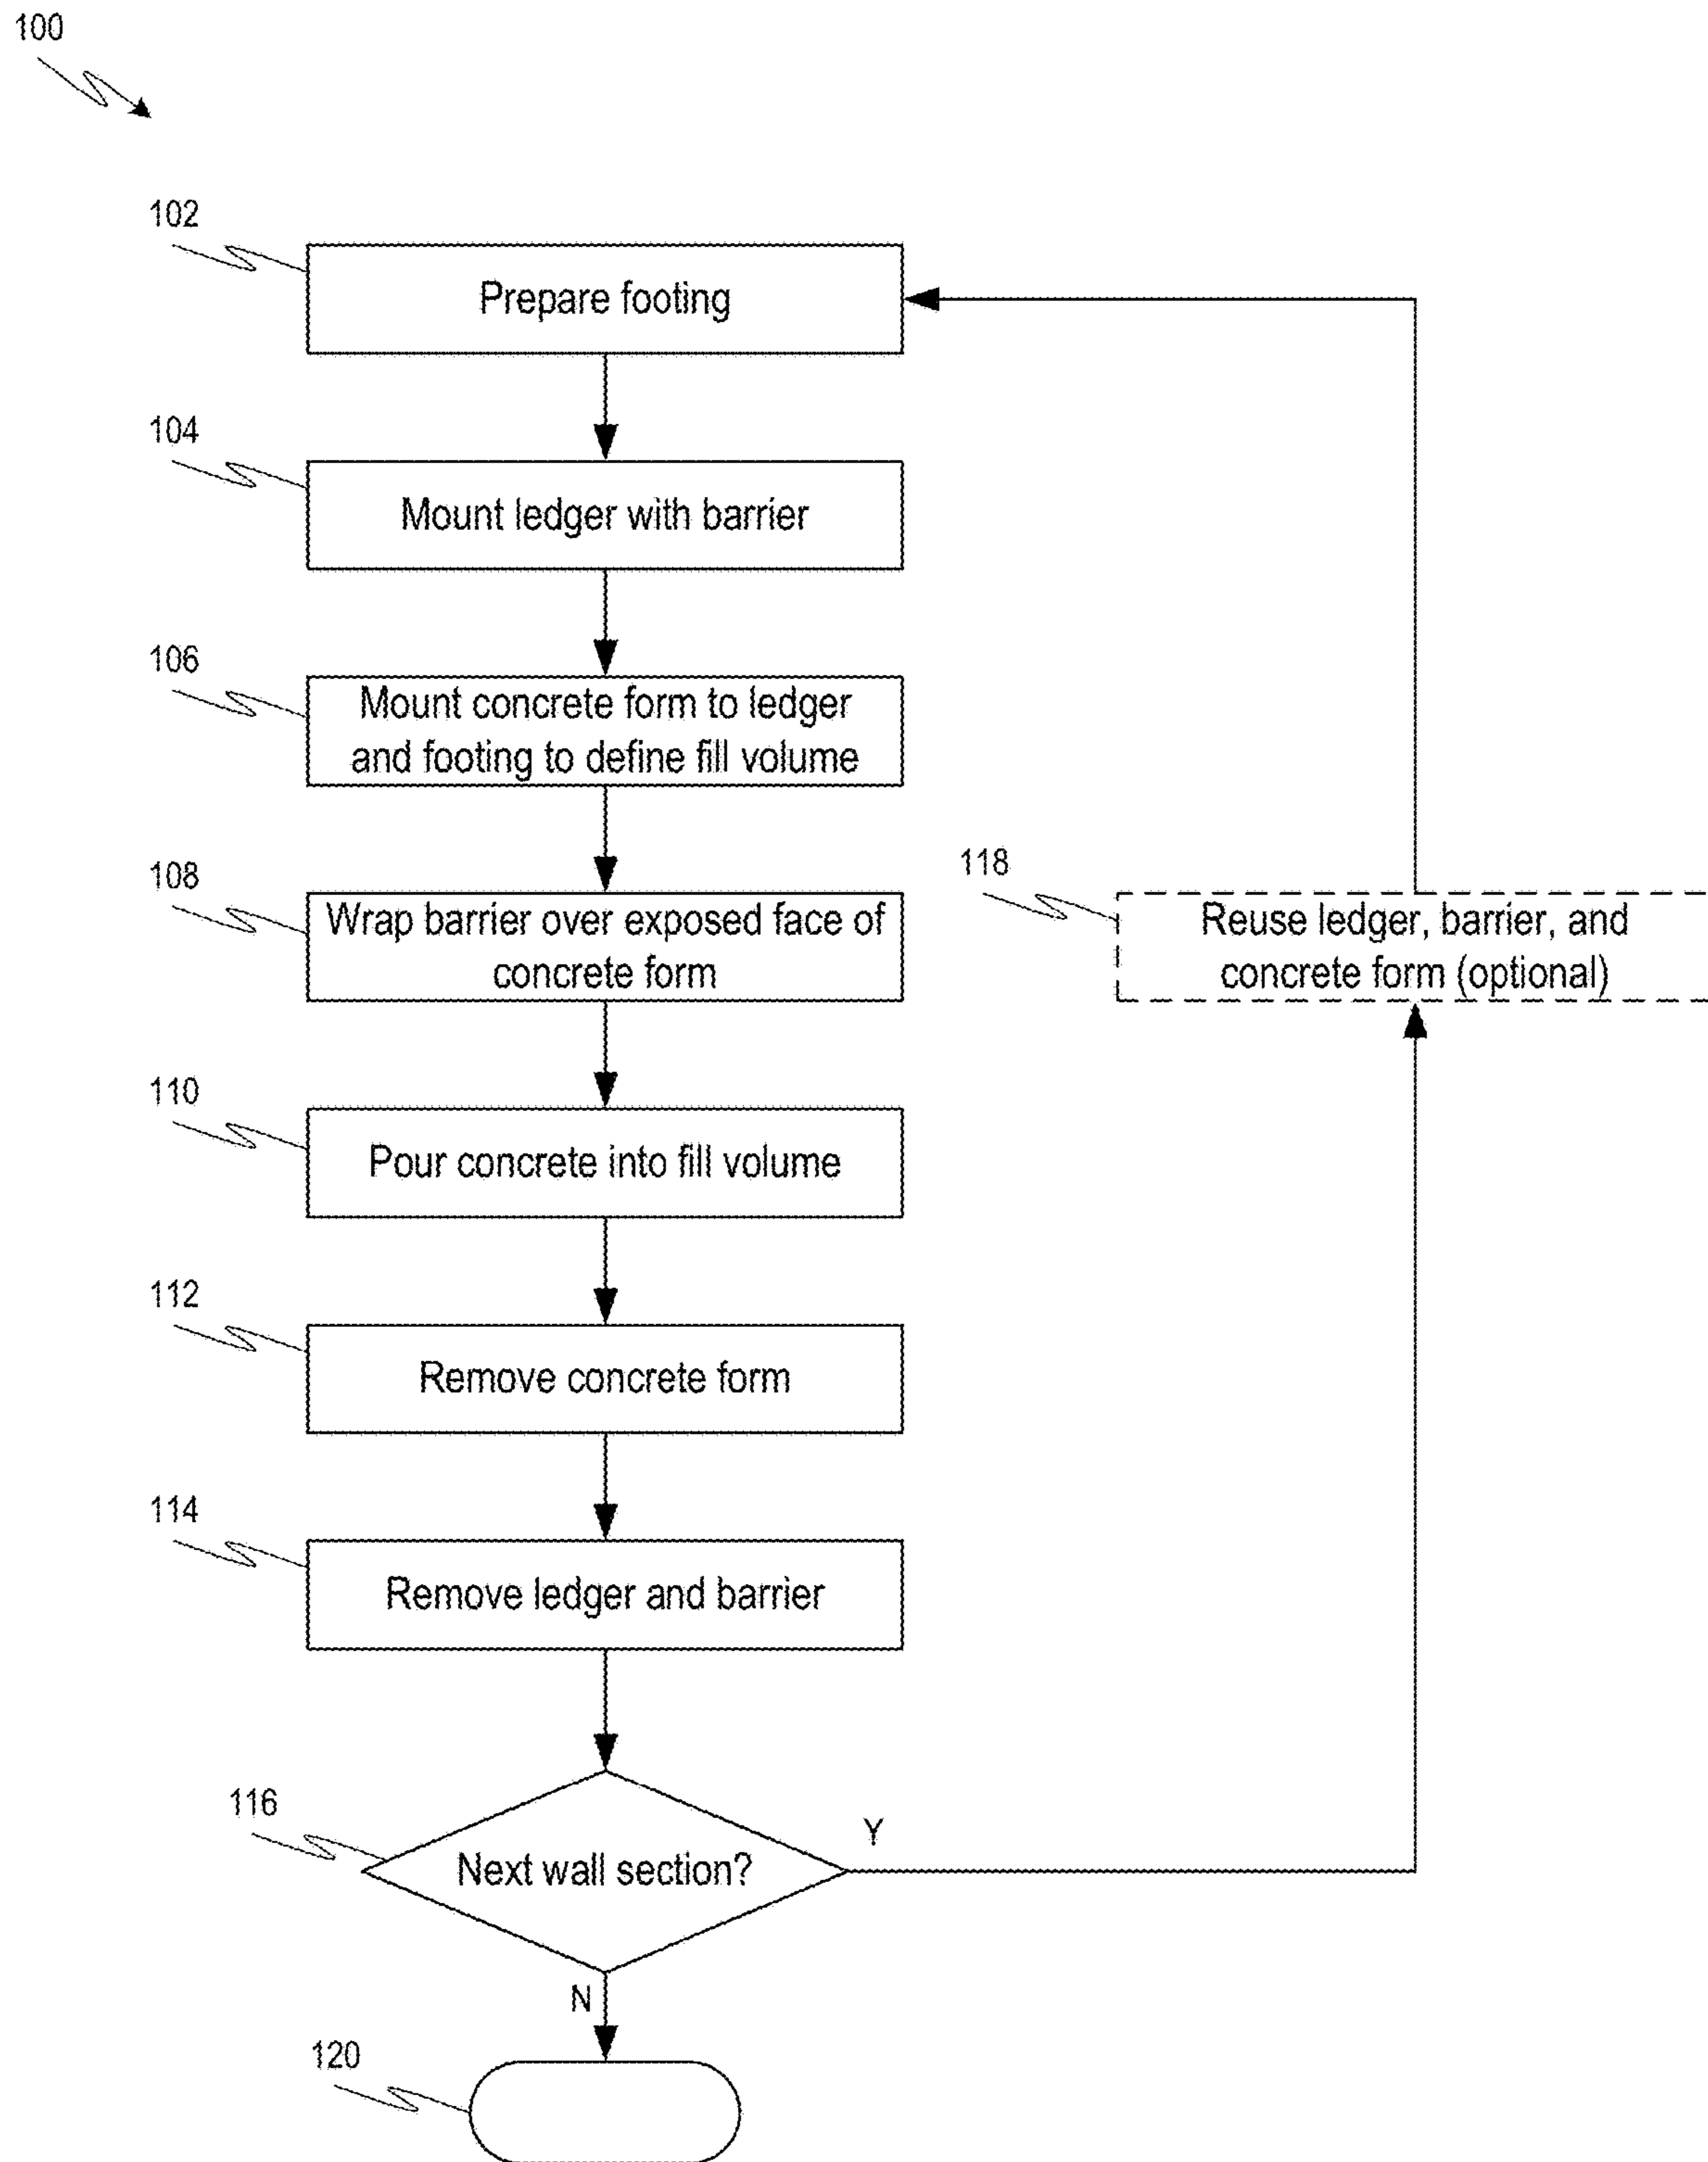 100
102
Prepare footing
104
Mount ledger with barrier
106
Mount concrete form to ledger
and footing to define fill volume
108
Wrap barrier over exposed face of
concrete form
118
Reuse ledger, barrier, and
concrete form (optional)
110
Pour concrete into fill volume
112
Remove concrete form
114
Remove ledger and barrier
116
Next wall section?
Y
N
120